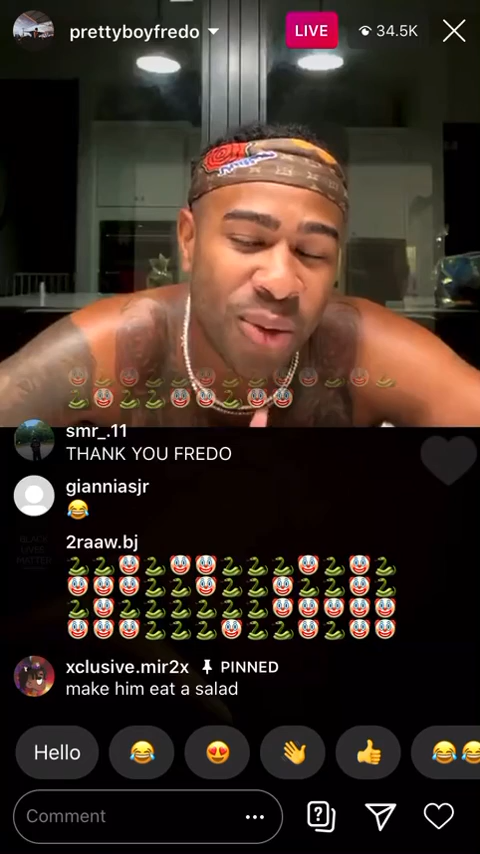 prettyboyfredo LIVE 34.5K
smr_.11
THANK YOU FREDO
gianniasjr
😂
2raaw.bj
🐍🐍🤡🐍🤡🤡🐍🐍🐍🤡🐍🤡🐍
🤡🤡🤡🐍🐍🤡🐍🐍🤡🐍🐍🤡🐍
🐍🤡🐍🐍🐍🐍🐍🐍🤡🤡🤡🤡🤡
🤡🤡🤡🐍🐍🐍🤡🐍🐍🤡🐍🤡🤡
xclusive.mir2x PINNED
make him eat a salad
Hello 😂 😍 👋 👍 😂😂
Comment